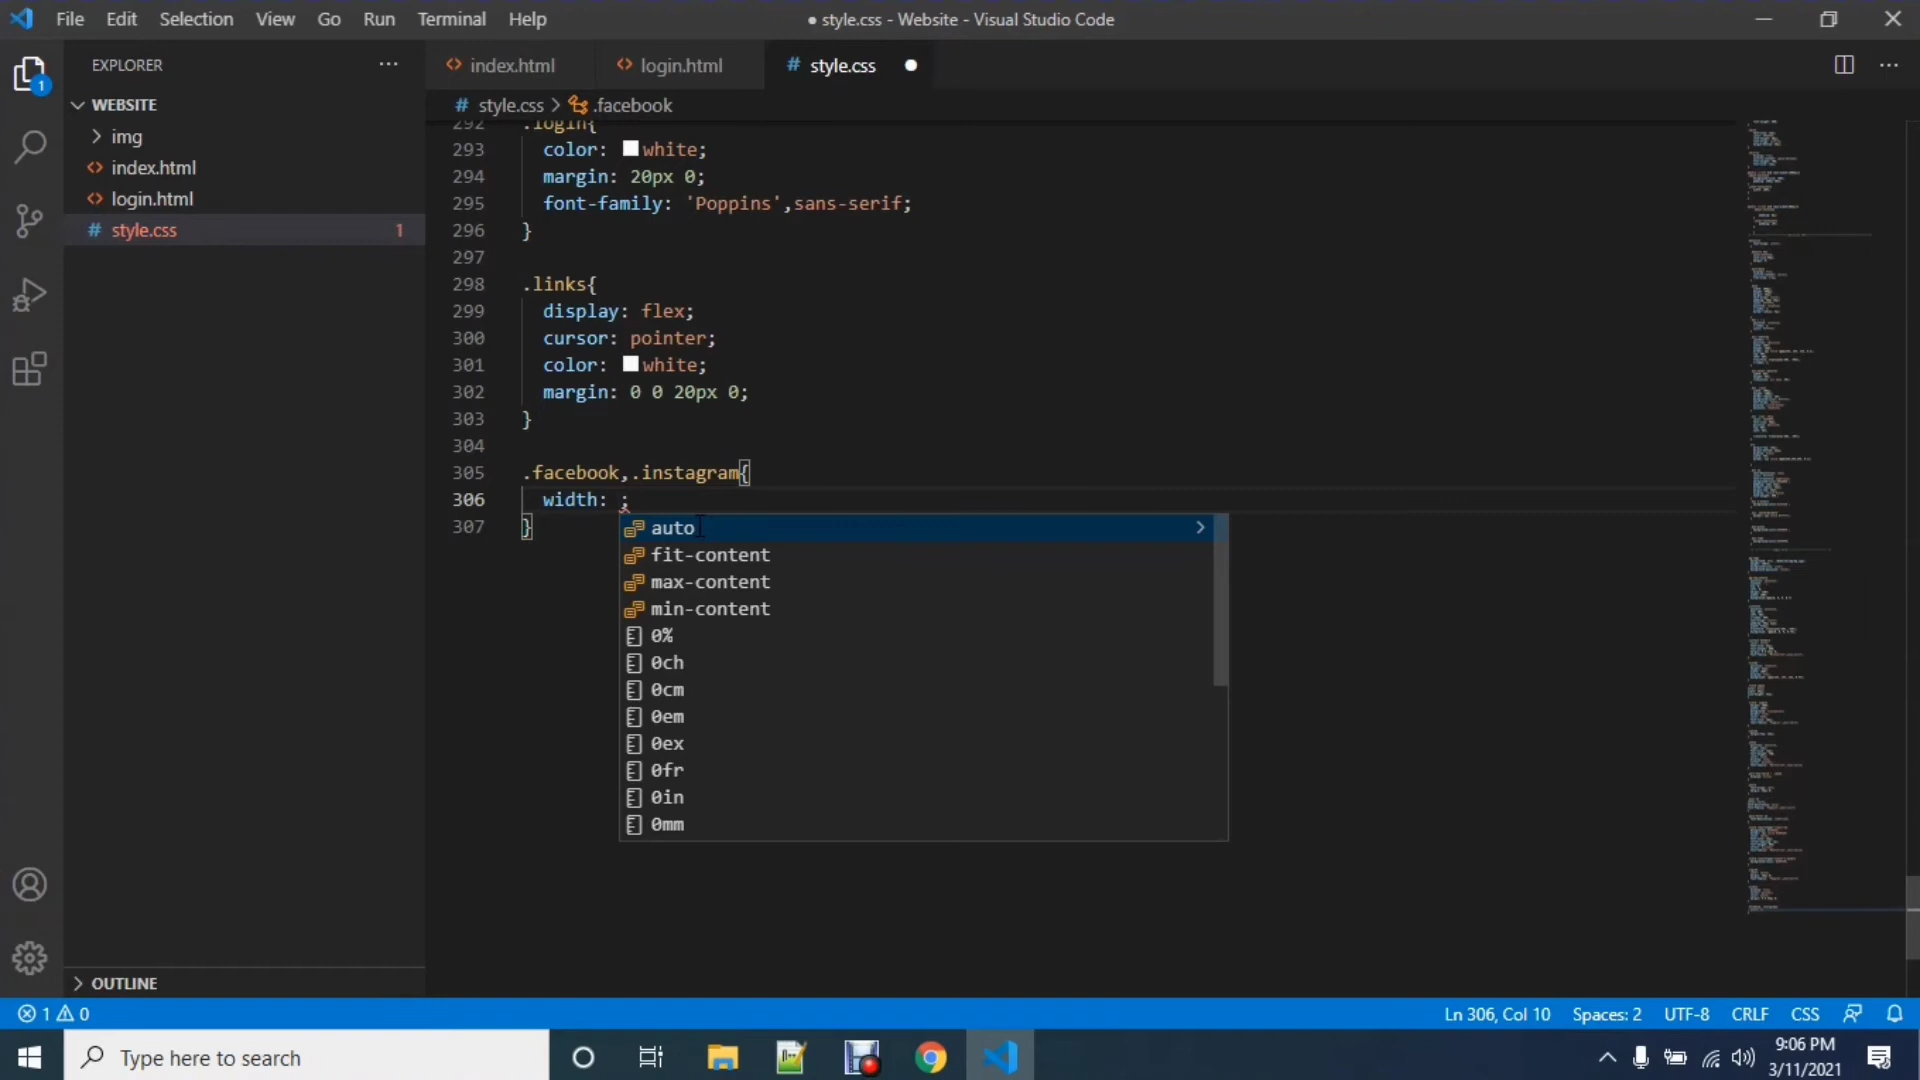 File Edit Selection View Go Run Terminal Help
● style.css - Website - Visual Studio Code
EXPLORER
index.html
login.html
# style.css
WEBSITE
# style.css > .facebook
img
index.html
login.html
# style.css 1
292 .login{
293 color: white;
294 margin: 20px 0;
295 font-family: 'Poppins',sans-serif;
296 }
297
298 .links{
299 display: flex;
300 cursor: pointer;
301 color: white;
302 margin: 0 0 20px 0;
303 }
304
305 .facebook,.instagram{
306 width: ;
307 }
auto
fit-content
max-content
min-content
0%
0ch
0cm
0em
0ex
0fr
0in
0mm
1
OUTLINE
1 0
Ln 306, Col 10 Spaces: 2 UTF-8 CRLF CSS
Type here to search
9:06 PM
3/11/2021